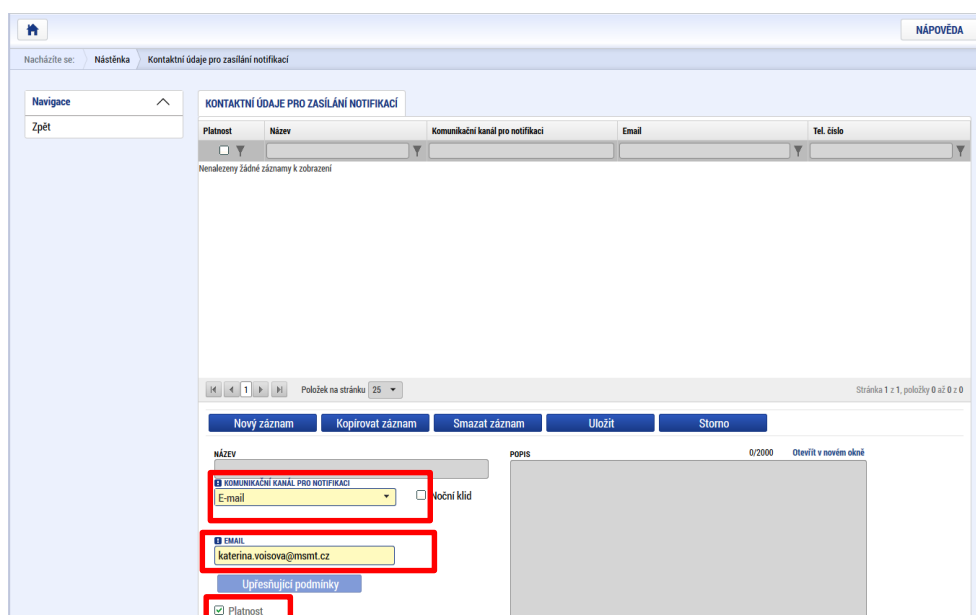 NÁPOVĚDA
Nacházíte se: Nástěnka Kontaktní údaje pro zasílání notifikací
Navigace
Zpět
KONTAKTNÍ ÚDAJE PRO ZASÍLÁNÍ NOTIFIKACÍ
Platnost Název Komunikační kanál pro notifikaci Email Tel. číslo
Nenalezeny žádné záznamy k zobrazení
1 Položek na stránku 25 Stránka 1 z 1, položky 0 až 0 z 0
Nový záznam Kopírovat záznam Smazat záznam Uložit Storno
NÁZEV POPIS 0/2000 Otevřít v novém okně
KOMUNIKAČNÍ KANÁL PRO NOTIFIKACI
E-mail Noční klid
EMAIL
katerina.voisova@msmt.cz
Upřesňující podmínky
Platnost